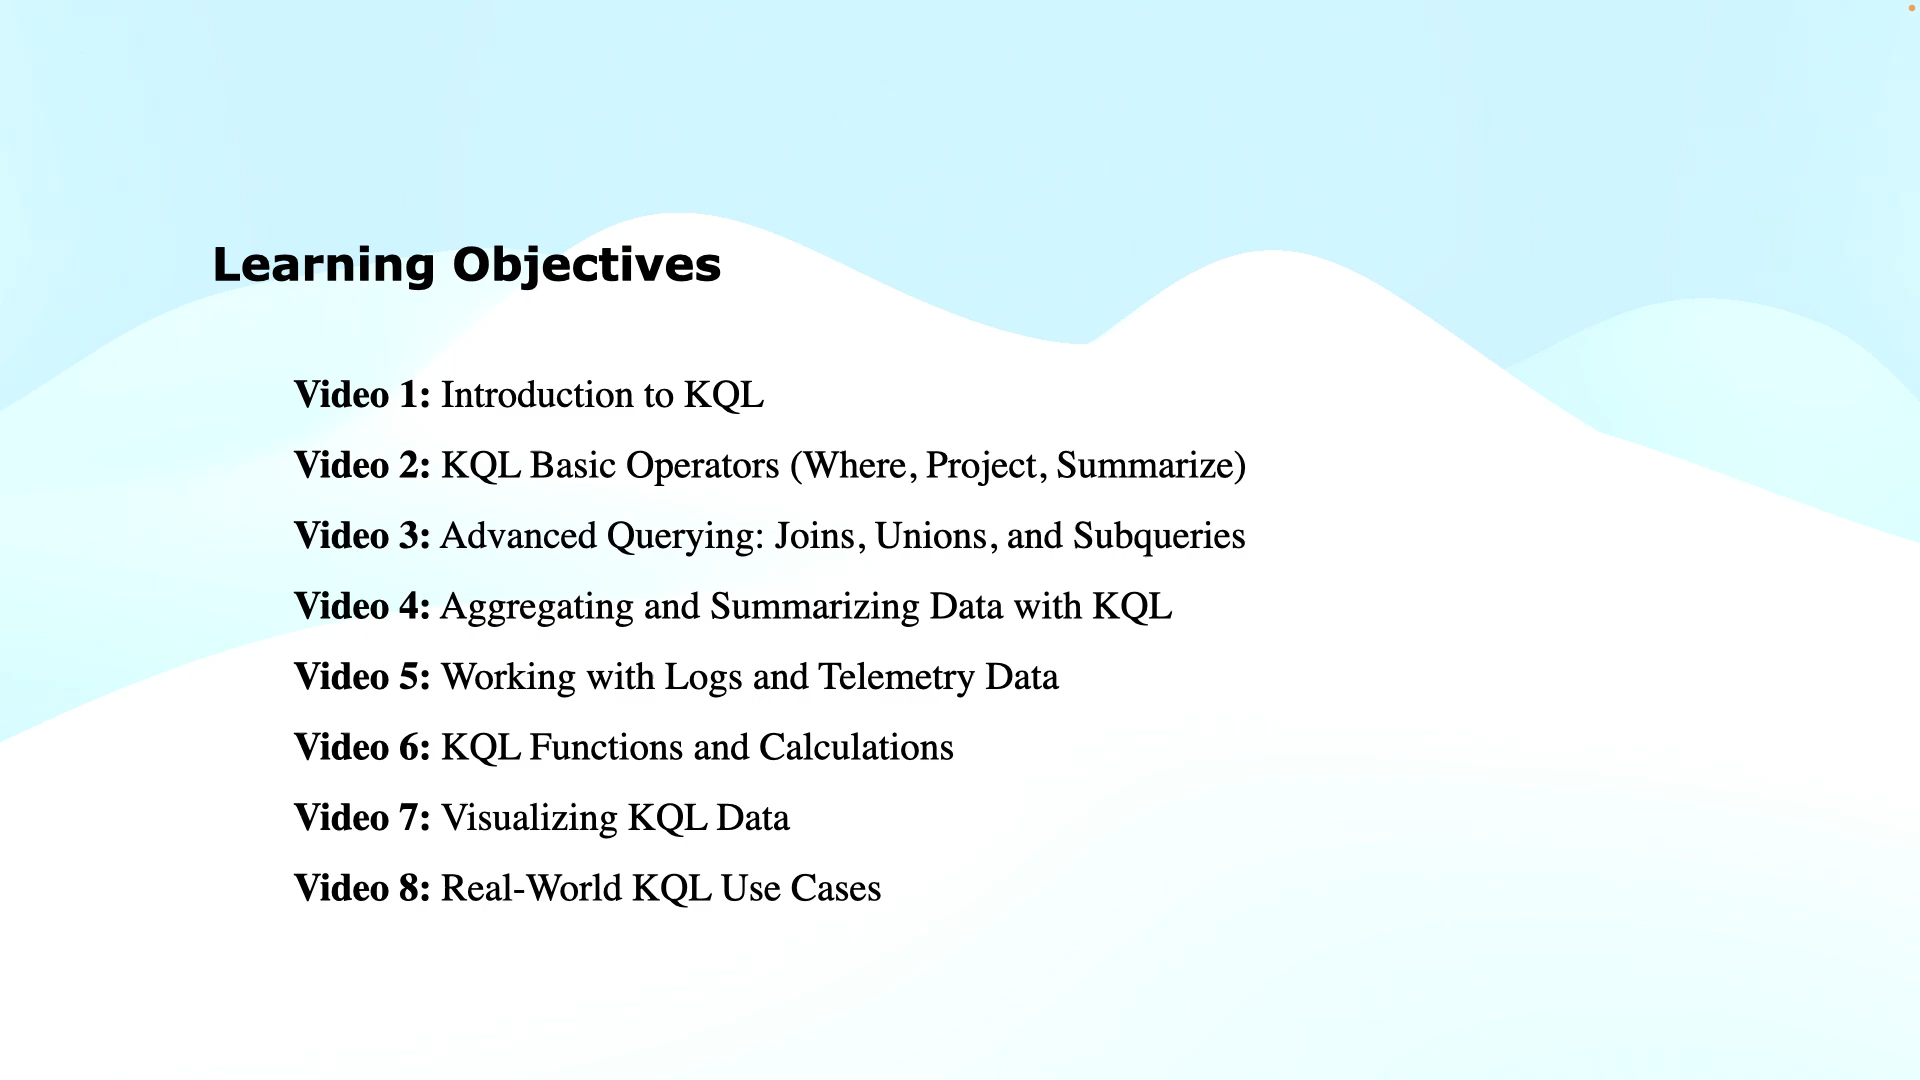 Learning Objectives
Video 1: Introduction to KQL
Video 2: KQL Basic Operators (Where, Project, Summarize)
Video 3: Advanced Querying: Joins, Unions, and Subqueries
Video 4: Aggregating and Summarizing Data with KQL
Video 5: Working with Logs and Telemetry Data
Video 6: KQL Functions and Calculations
Video 7: Visualizing KQL Data
Video 8: Real-World KQL Use Cases